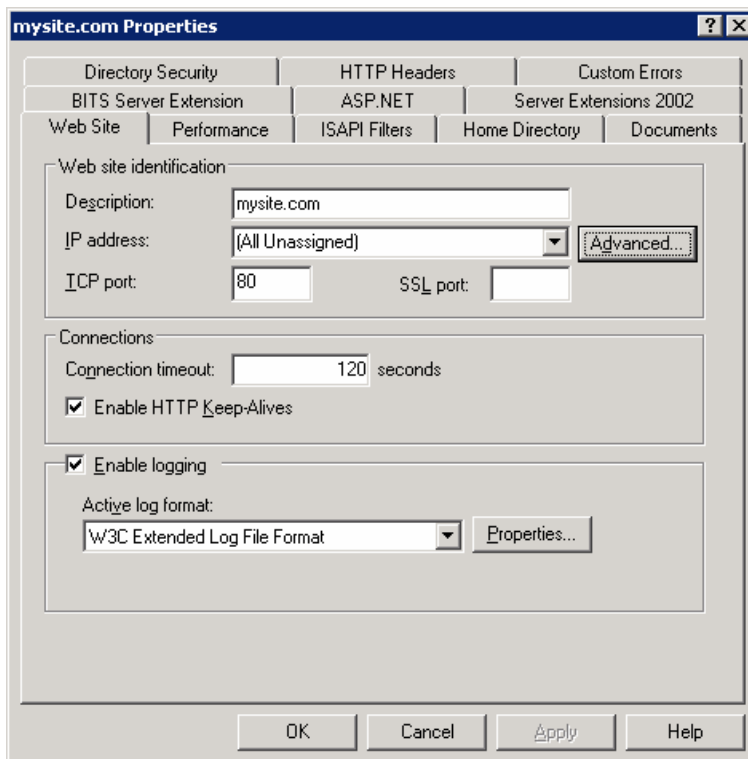 mysite.com Properties
Directory Security HTTP Headers Custom Errors
BITS Server Extension ASP.NET Server Extensions 2002
Web Site Performance ISAPI Filters Home Directory Documents
Web site identification
Description: mysite.com
IP address: (All Unassigned) Advanced...
TCP port: 80 SSL port:
Connections
Connection timeout: 120 seconds
Enable HTTP Keep-Alives
Enable logging
Active log format:
W3C Extended Log File Format Properties...
OK Cancel Apply Help